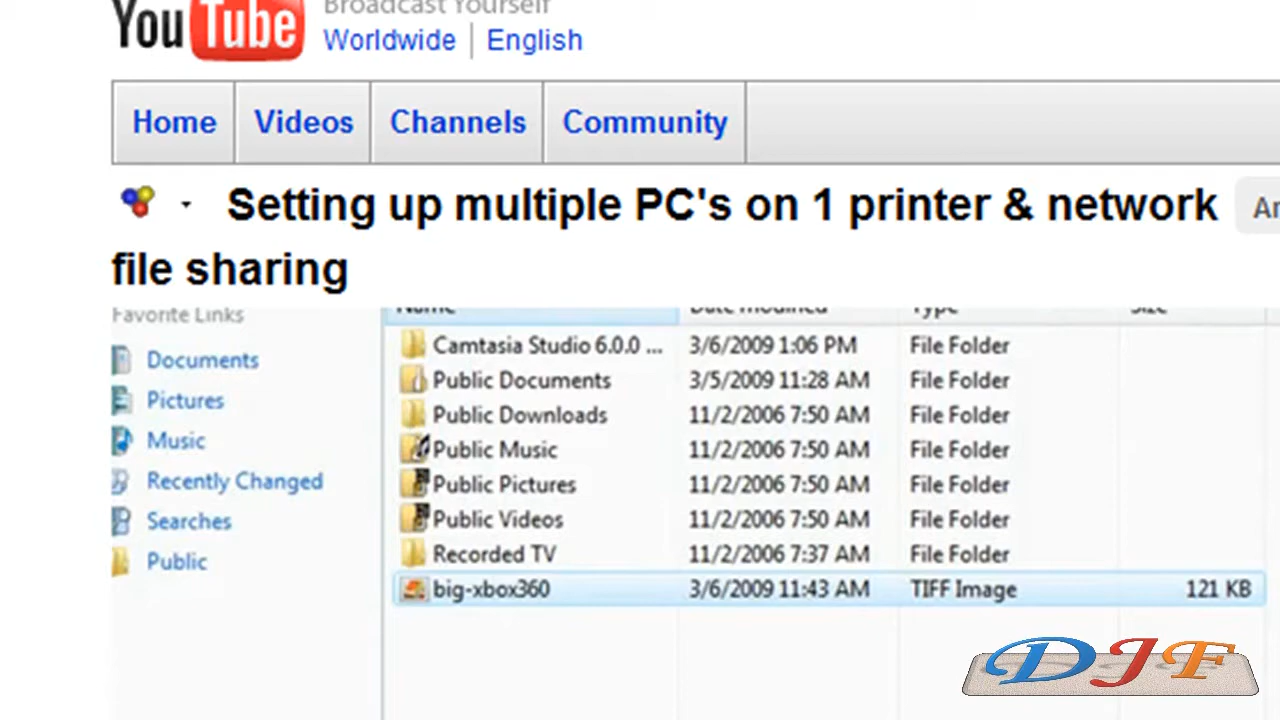 Broadcast Yourself
YouTube
Worldwide | English
Home Videos Channels Community
Setting up multiple PC's on 1 printer & network
file sharing
Favorite Links
Name Date modified Type Size
Documents
Pictures
Music
Recently Changed
Searches
Public
Camtasia Studio 6.0.0 ... 3/6/2009 1:06 PM File Folder
Public Documents 3/5/2009 11:28 AM File Folder
Public Downloads 11/2/2006 7:50 AM File Folder
Public Music 11/2/2006 7:50 AM File Folder
Public Pictures 11/2/2006 7:50 AM File Folder
Public Videos 11/2/2006 7:50 AM File Folder
Recorded TV 11/2/2006 7:37 AM File Folder
big-xbox360 3/6/2009 11:43 AM TIFF Image 121 KB
DJF